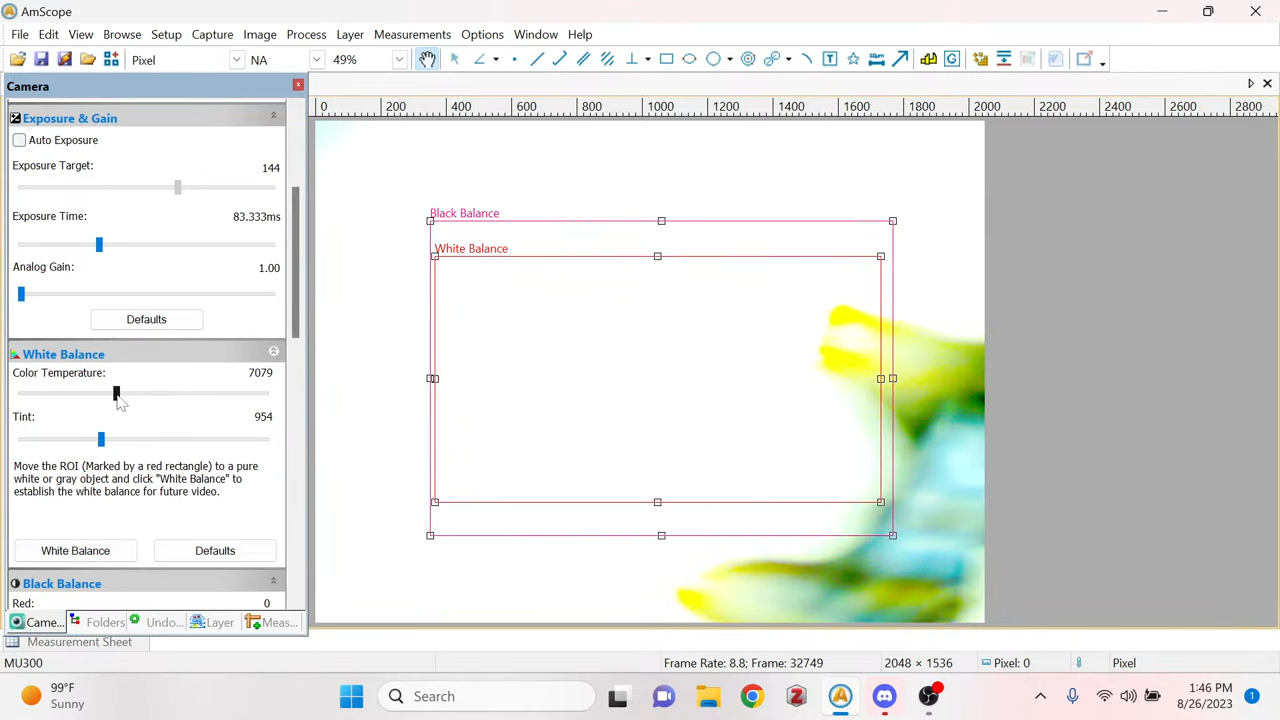 AmScope
File Edit View Browse Setup Capture Image Process Layer Measurements Options Window Help
Pixel NA 49%
Camera
0 200 400 600 800 1000 1200 1400 1600 1800 2000 2200 2400 2600 2800
Exposure & Gain
Auto Exposure
Exposure Target: 144
Exposure Time: 83.333ms
Analog Gain: 1.00
Defaults
White Balance
Color Temperature: 7079
Tint: 954
Move the ROI (Marked by a red rectangle) to a pure
white or gray object and click "White Balance" to
establish the white balance for future video.
White Balance Defaults
Black Balance
Red: 0
Black Balance
White Balance
Came... Folders Undo... Layer Meas...
Measurement Sheet
MU300 Frame Rate: 8.8; Frame: 32749 2048 × 1536 Pixel: 0 Pixel
99°F
Sunny
Search
1:46 PM
8/26/2023
1